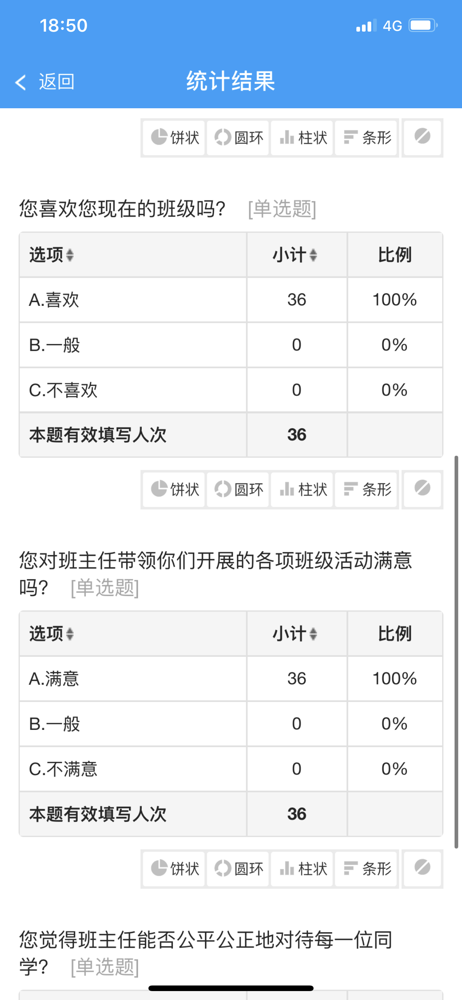 18:50 4G
返回 统计结果
饼状 圆环 柱状 条形
您喜欢您现在的班级吗? [单选题]
选项 小计 比例
A.喜欢 36 100%
B.一般 0 0%
C.不喜欢 0 0%
本题有效填写人次 36
饼状 圆环 柱状 条形
您对班主任带领你们开展的各项班级活动满意
吗? [单选题]
选项 小计 比例
A.满意 36 100%
B.一般 0 0%
C.不满意 0 0%
本题有效填写人次 36
饼状 圆环 柱状 条形
您觉得班主任能否公平公正地对待每一位同
学? [单选题]